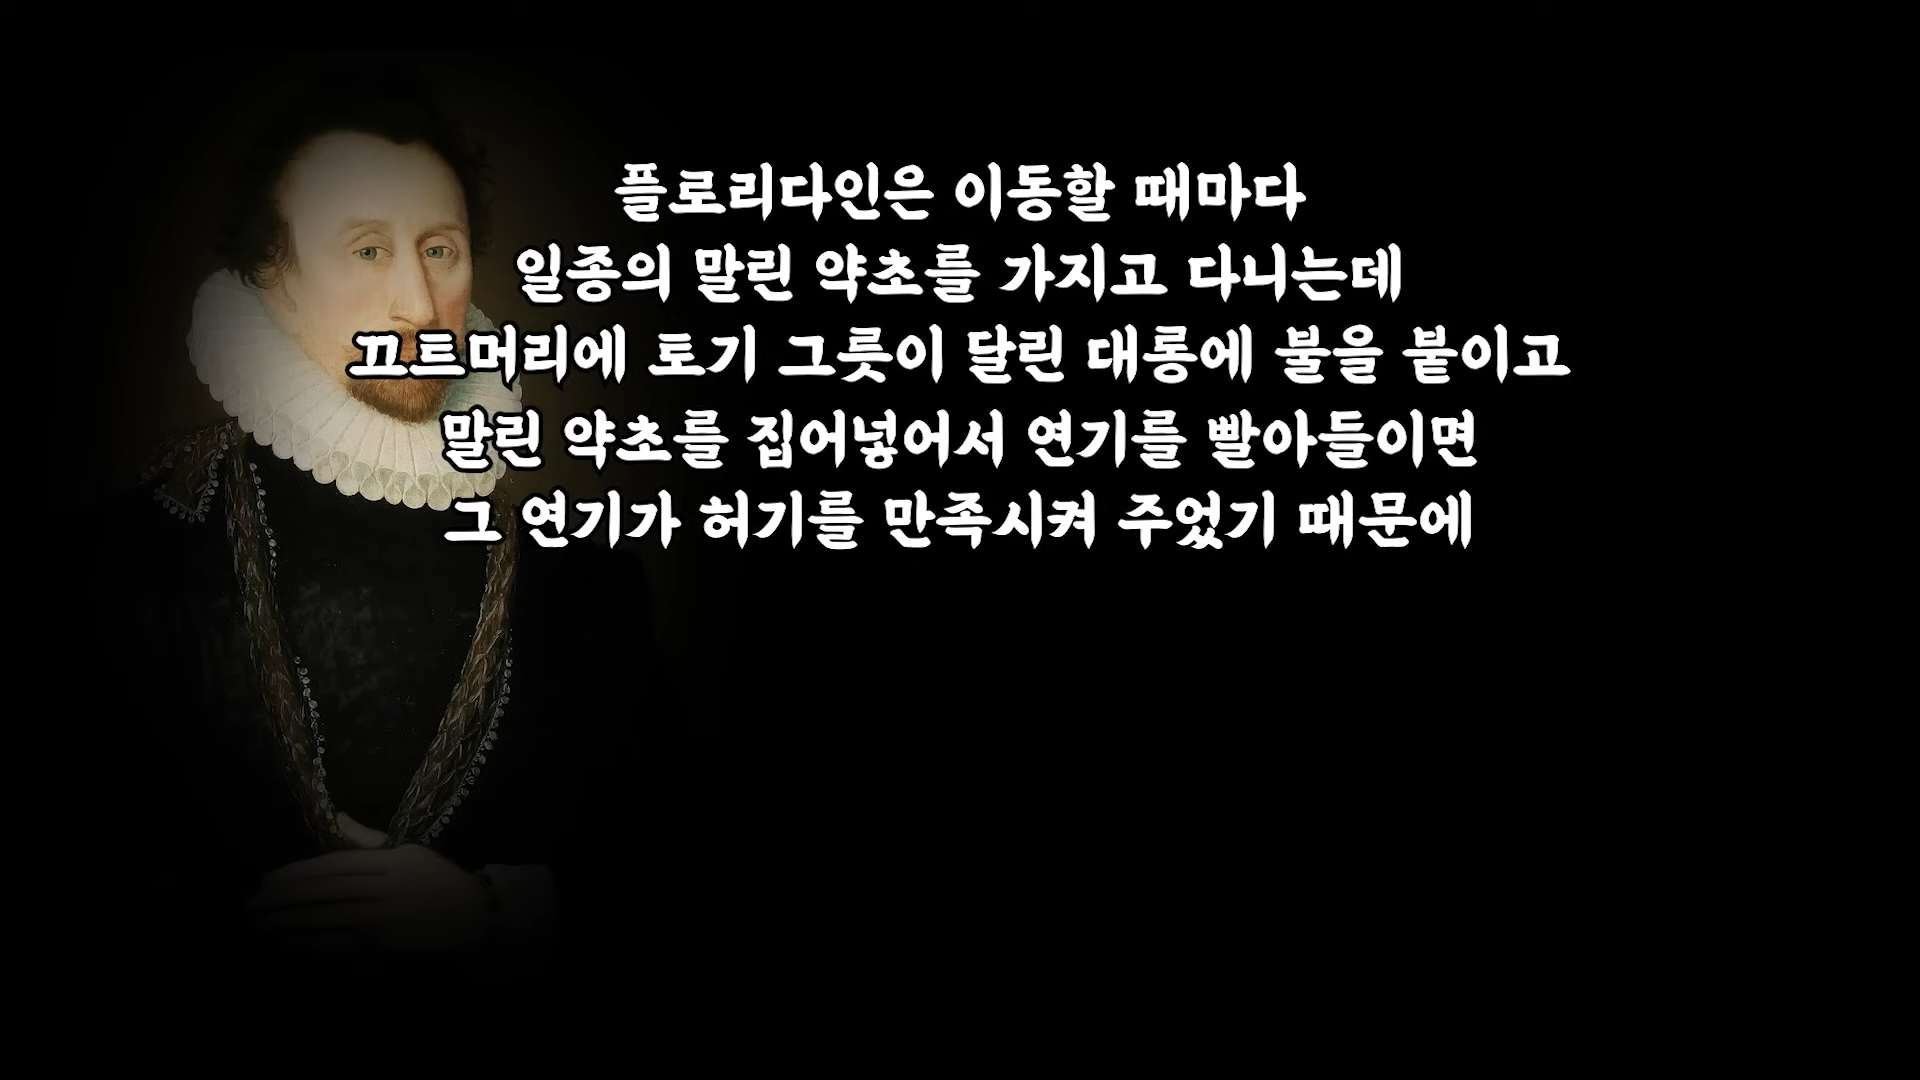 플로리다인은 이동할 때마다
일종의 말린 약초를 가지고 다니는데
끄트머리에 토기 그릇이 달린 대롱에 불을 붙이고
말린 약초를 집어넣어서 연기를 빨아들이면
그 연기가 허기를 만족시켜 주었기 때문에